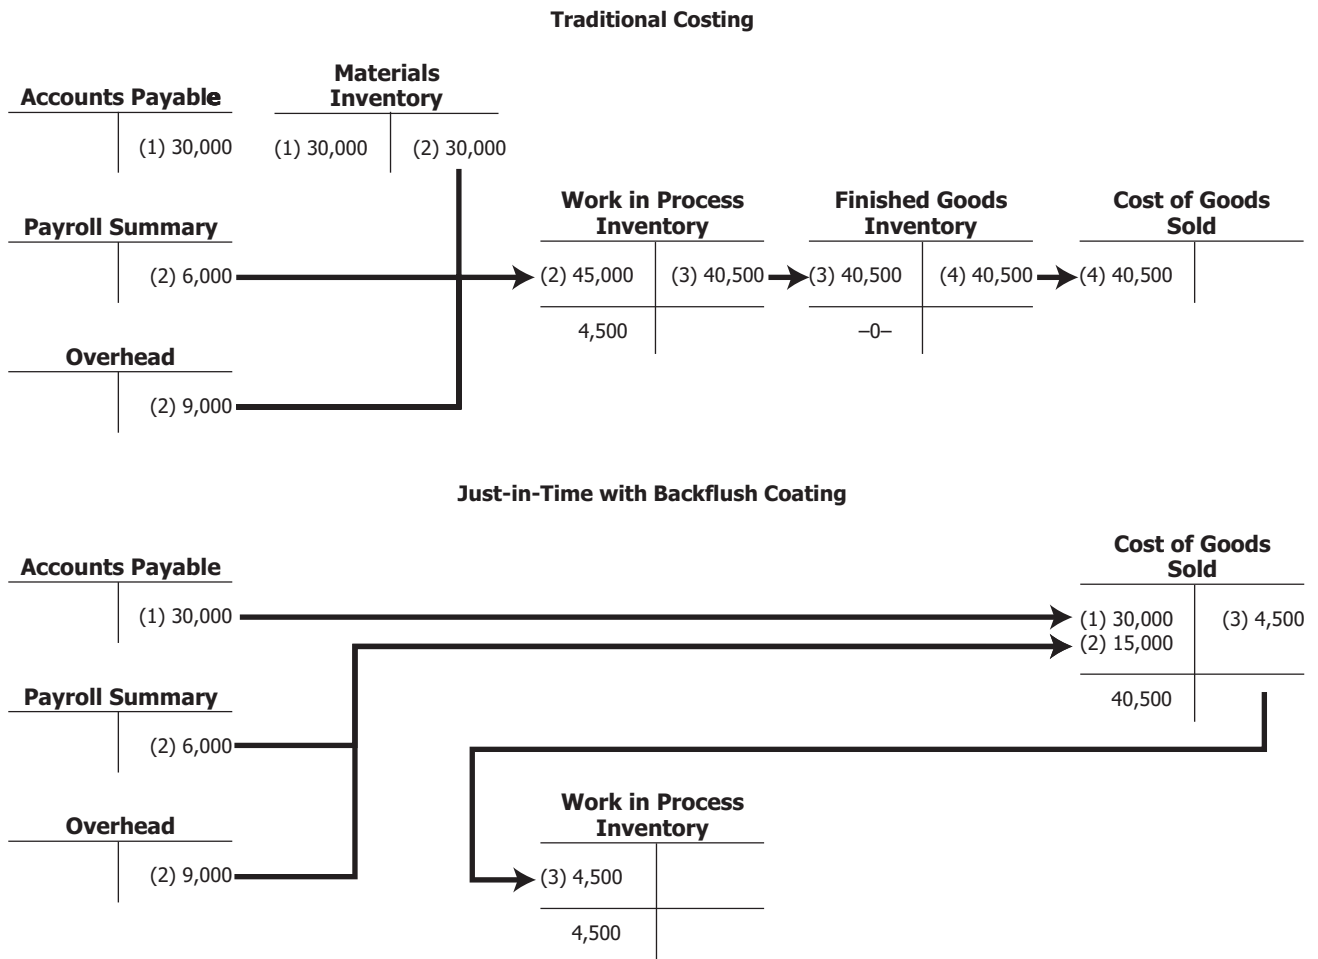 Traditional Costing
Accounts Payable
Materials
Inventory
(1) 30,000
(1) 30,000
(2) 30,000
Payroll Summary
(2) 6,000
Work in Process
Inventory
(2) 45,000
(3) 40,500
4,500
Finished Goods
Inventory
(3) 40,500
(4) 40,500
–0–
Cost of Goods
Sold
(4) 40,500
Overhead
(2) 9,000
Just-in-Time with Backflush Coating
Accounts Payable
(1) 30,000
Cost of Goods
Sold
(1) 30,000
(3) 4,500
(2) 15,000
40,500
Payroll Summary
(2) 6,000
Overhead
(2) 9,000
Work in Process
Inventory
(3) 4,500
4,500